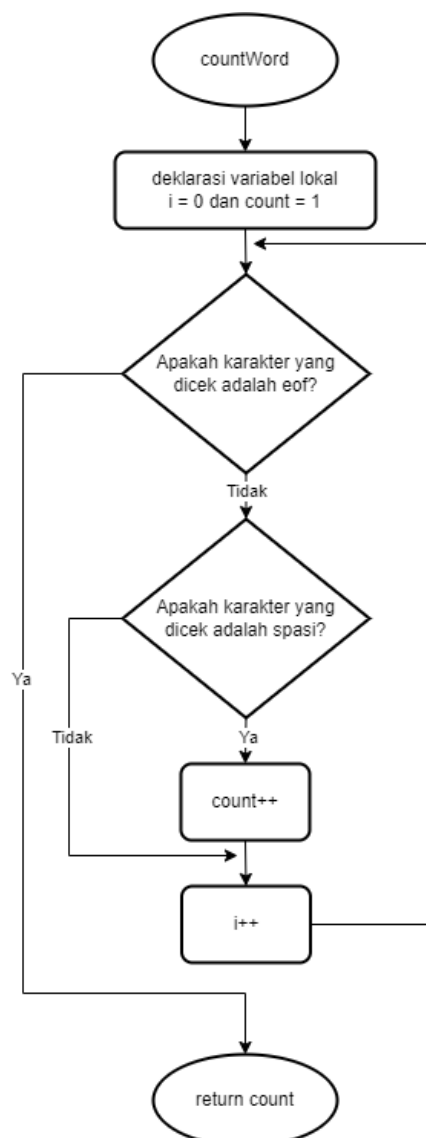 countWord
deklarasi variabel lokal
i = 0 dan count = 1
Apakah karakter yang
dicek adalah eof?
Tidak
Apakah karakter yang
dicek adalah spasi?
Ya
Tidak
Ya
count++
i++
return count